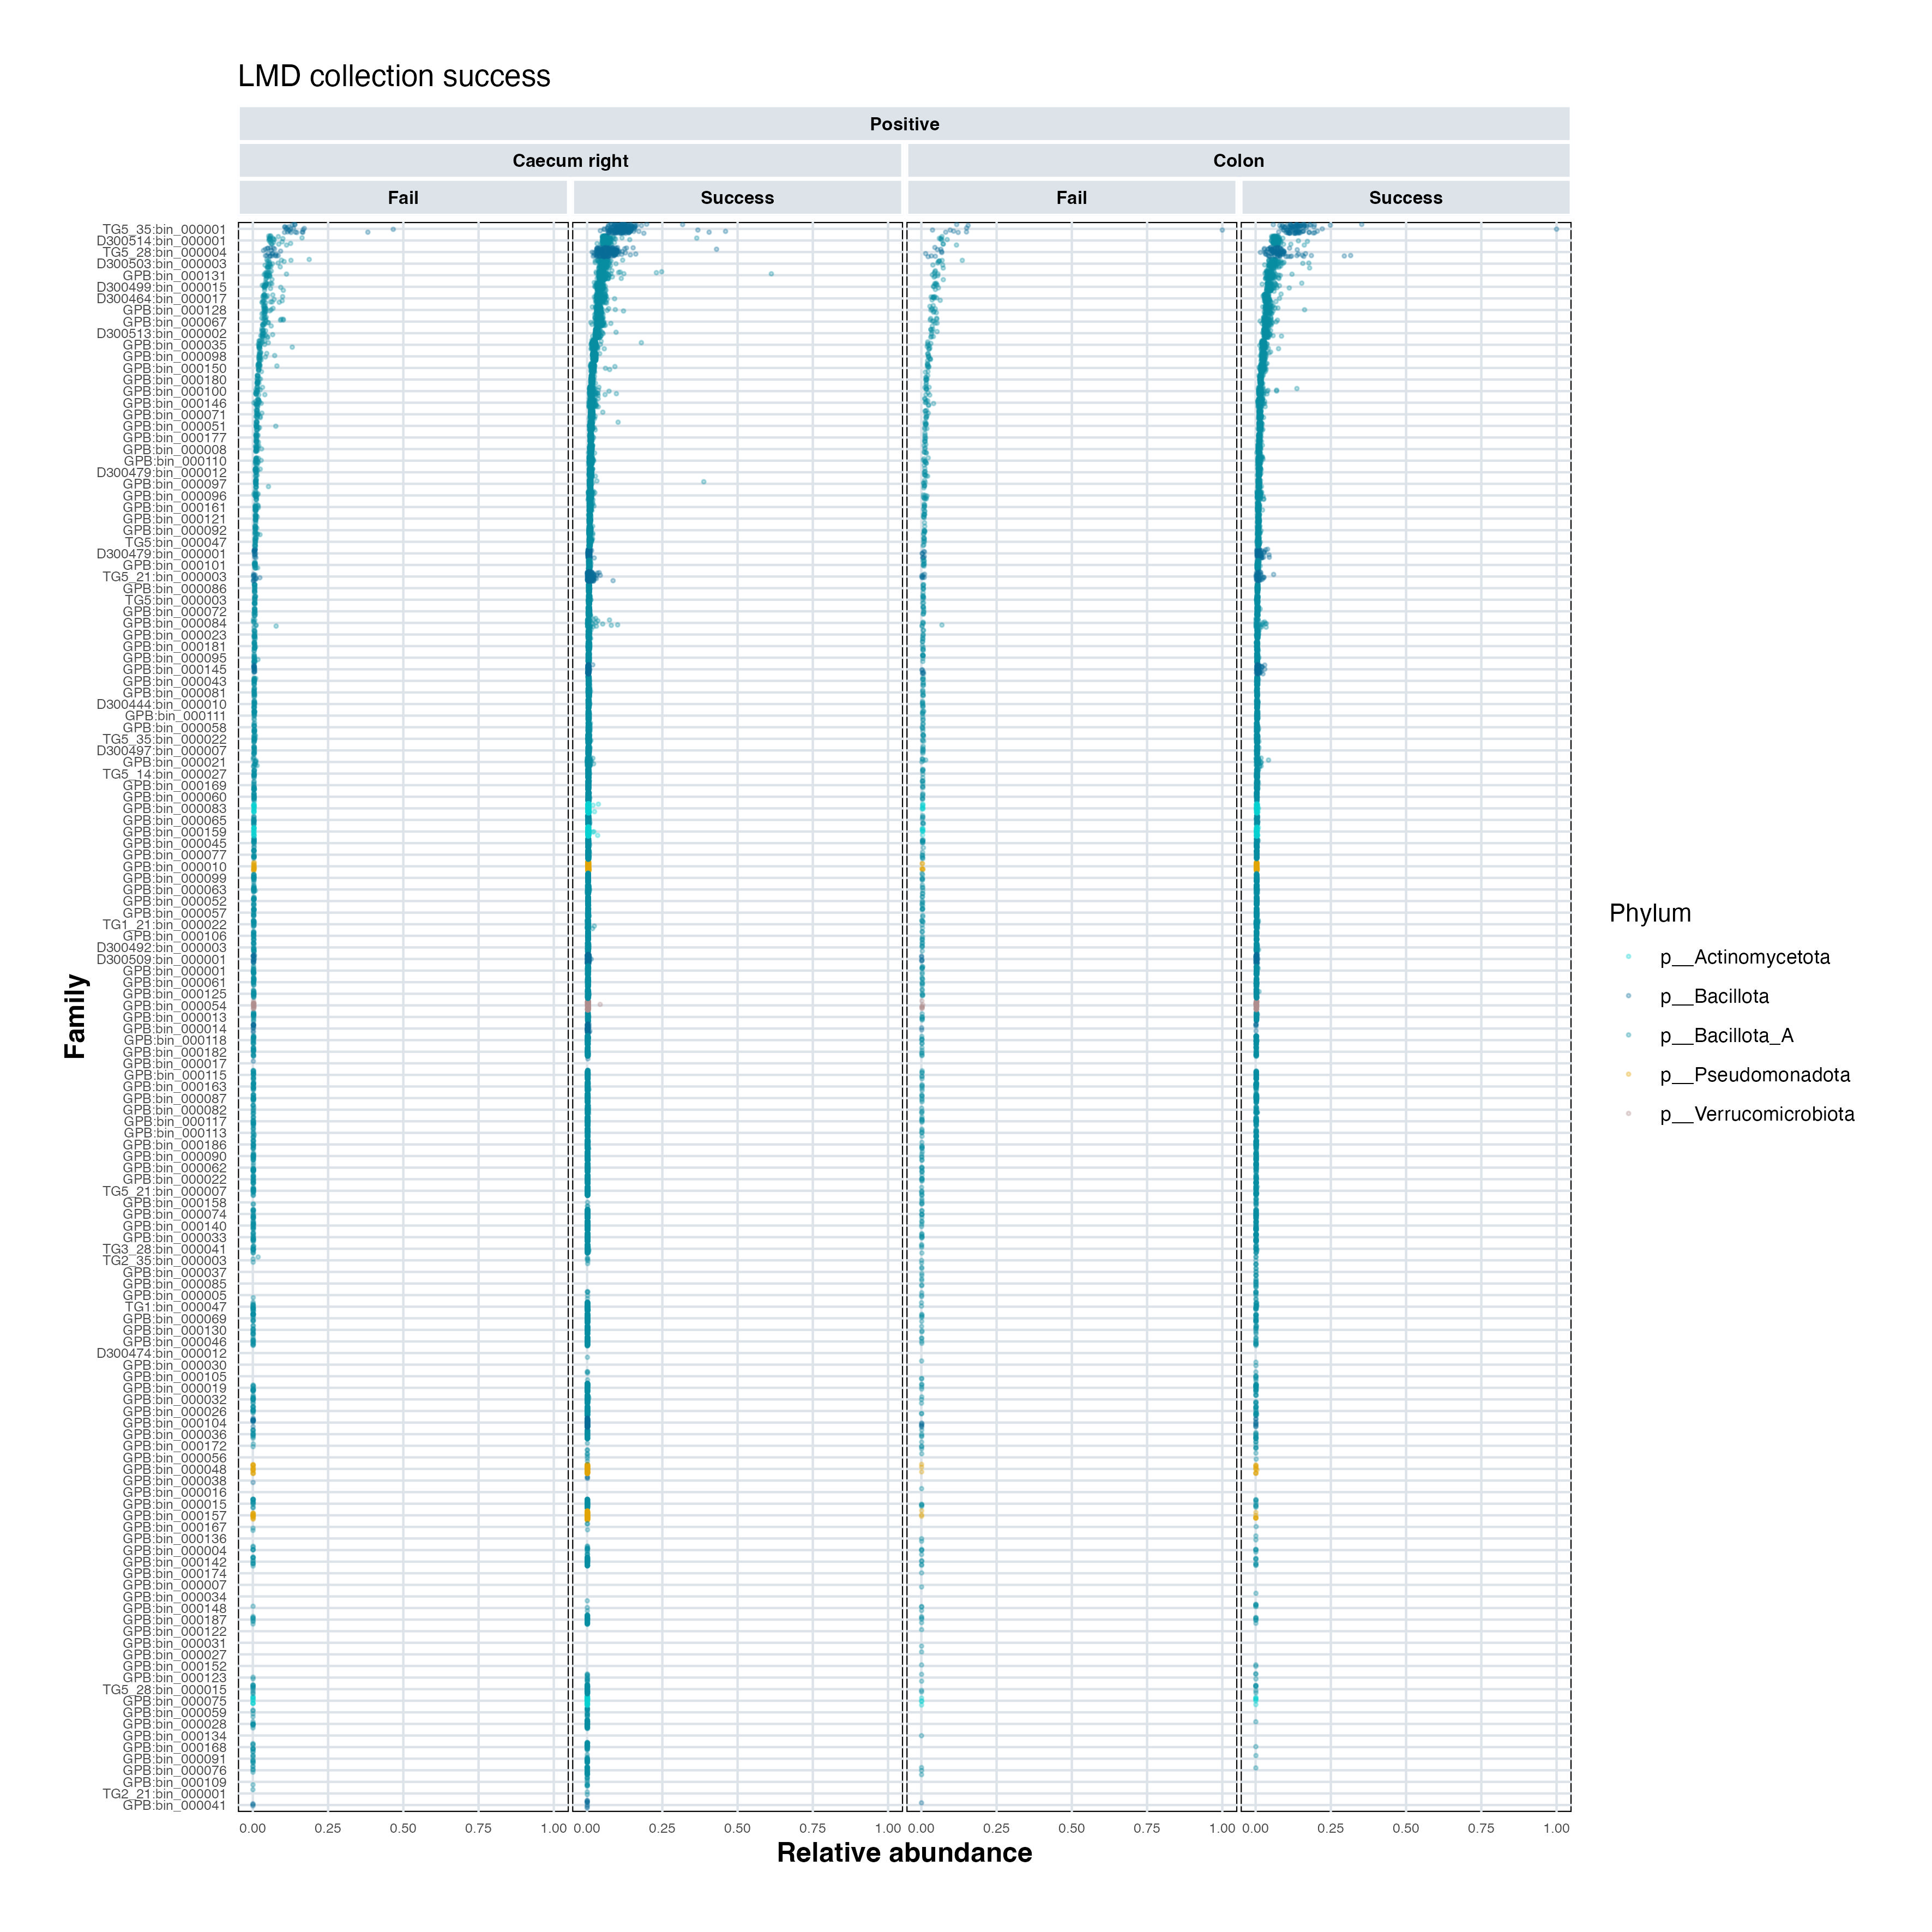 LMD collection success
Positive
Caecum right
Colon
Fail
Success
Fail
Success
TG5_35:bin_000001
D300514:bin_000001
TG5_28:bin_000004
D300503:bin_000003
GPB:bin_000131
D300499:bin_000015
D300464:bin_000017
GPB:bin_000128
GPB:bin_000067
D300513:bin_000002
GPB:bin_000035
GPB:bin_000098
GPB:bin_000150
GPB:bin_000180
GPB:bin_000100
GPB:bin_000146
GPB:bin_000071
GPB:bin_000051
GPB:bin_000177
GPB:bin_000008
GPB:bin_000110
D300479:bin_000012
GPB:bin_000097
GPB:bin_000096
GPB:bin_000161
GPB:bin_000121
GPB:bin_000092
TG5:bin_000047
D300479:bin_000001
GPB:bin_000101
TG5_21:bin_000003
GPB:bin_000086
TG5:bin_000003
GPB:bin_000072
GPB:bin_000084
GPB:bin_000023
GPB:bin_000181
GPB:bin_000095
GPB:bin_000145
GPB:bin_000043
GPB:bin_000081
D300444:bin_000010
GPB:bin_000111
GPB:bin_000058
TG5_35:bin_000022
D300497:bin_000007
GPB:bin_000021
TG5_14:bin_000027
GPB:bin_000169
GPB:bin_000060
GPB:bin_000083
GPB:bin_000065
GPB:bin_000159
GPB:bin_000045
GPB:bin_000077
GPB:bin_000010
GPB:bin_000099
GPB:bin_000063
GPB:bin_000052
GPB:bin_000057
TG1_21:bin_000022
GPB:bin_000106
D300492:bin_000003
D300509:bin_000001
GPB:bin_000001
GPB:bin_000061
GPB:bin_000125
GPB:bin_000054
GPB:bin_000013
GPB:bin_000014
GPB:bin_000118
GPB:bin_000182
GPB:bin_000017
GPB:bin_000115
GPB:bin_000163
GPB:bin_000087
GPB:bin_000082
GPB:bin_000117
GPB:bin_000113
GPB:bin_000186
GPB:bin_000090
GPB:bin_000062
GPB:bin_000022
TG5_21:bin_000007
GPB:bin_000158
GPB:bin_000074
GPB:bin_000140
GPB:bin_000033
TG3_28:bin_000041
TG2_35:bin_000003
GPB:bin_000037
GPB:bin_000085
GPB:bin_000005
TG1:bin_000047
GPB:bin_000069
GPB:bin_000130
GPB:bin_000046
D300474:bin_000012
GPB:bin_000030
GPB:bin_000105
GPB:bin_000019
GPB:bin_000032
GPB:bin_000026
GPB:bin_000104
GPB:bin_000036
GPB:bin_000172
GPB:bin_000056
GPB:bin_000048
GPB:bin_000038
GPB:bin_000016
GPB:bin_000015
GPB:bin_000157
GPB:bin_000167
GPB:bin_000136
GPB:bin_000004
GPB:bin_000142
GPB:bin_000174
GPB:bin_000007
GPB:bin_000034
GPB:bin_000148
GPB:bin_000187
GPB:bin_000122
GPB:bin_000031
GPB:bin_000027
GPB:bin_000152
GPB:bin_000123
TG5_28:bin_000015
GPB:bin_000075
GPB:bin_000059
GPB:bin_000028
GPB:bin_000134
GPB:bin_000168
GPB:bin_000091
GPB:bin_000076
GPB:bin_000109
TG2_21:bin_000001
GPB:bin_000041
Family
0.00 0.25 0.50 0.75 1.00
0.00 0.25 0.50 0.75 1.00
0.00 0.25 0.50 0.75 1.00
0.00 0.25 0.50 0.75 1.00
Relative abundance
Phylum
p__Actinomycetota
p__Bacillota
p__Bacillota_A
p__Pseudomonadota
p__Verrucomicrobiota